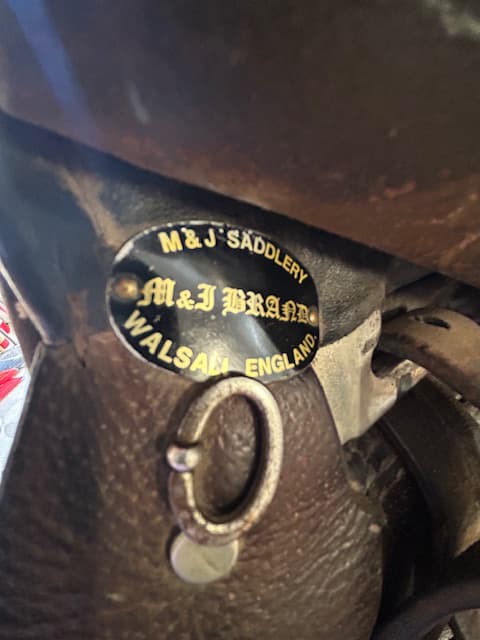 M & J SADDLERY
M&J BRAND.
WALSALL ENGLAND.